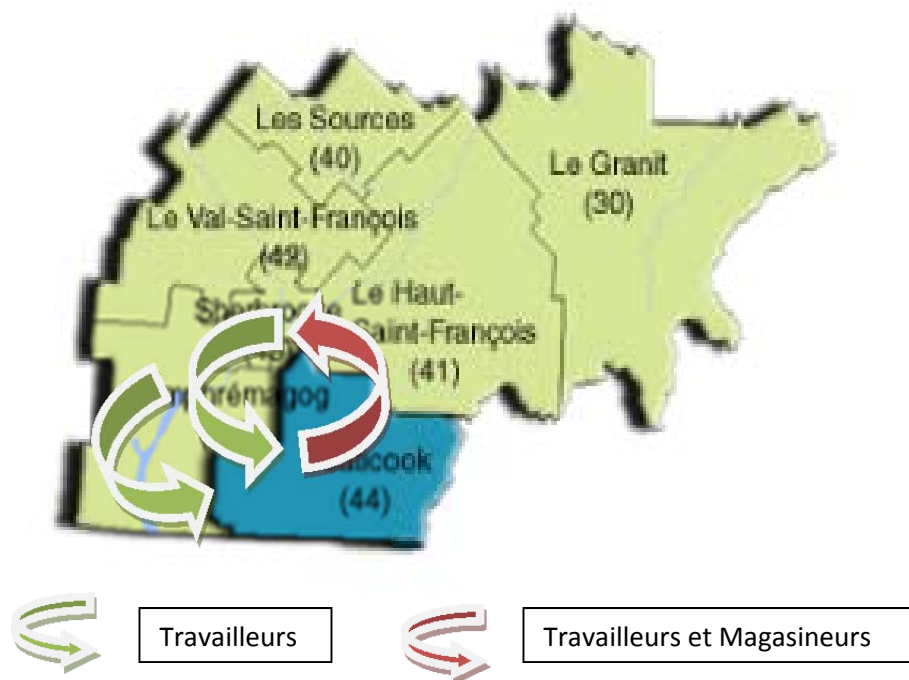 Les Sources
(40)
Le Granit
(30)
Le Val-Saint-François
Le Haut-
Saint-François
(41)
(44)
Travailleurs
Travailleurs et Magasineurs